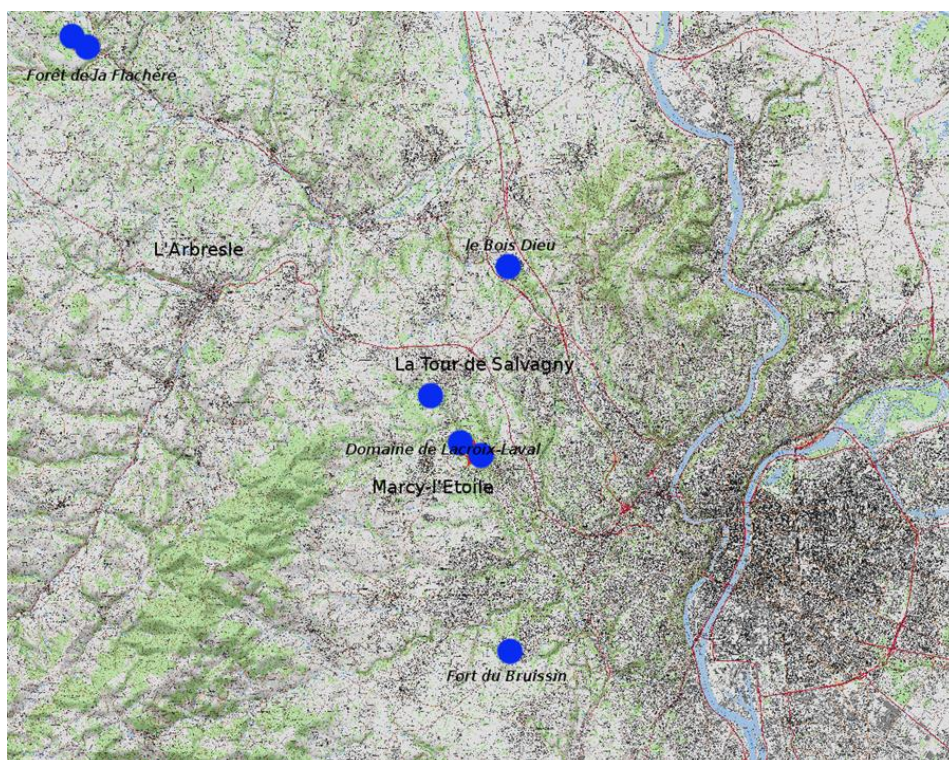 Forêt de la Flachère
L'Arbresle
le Bois Dieu
La Tour de Salvagny
Domaine de Lacroix-Laval
Marcy-l'Etoile
Fort du Bruissin